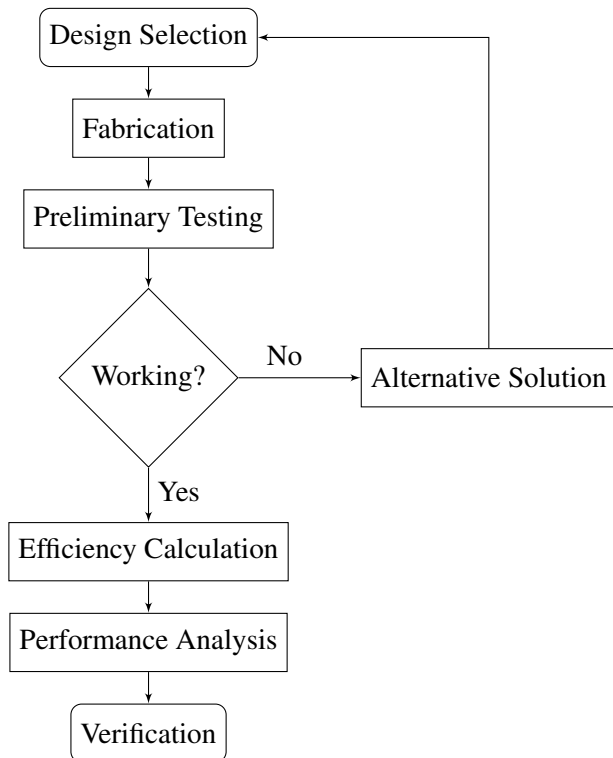 Design Selection
Fabrication
Preliminary Testing
Working?
No
Alternative Solution
Yes
Efficiency Calculation
Performance Analysis
Verification